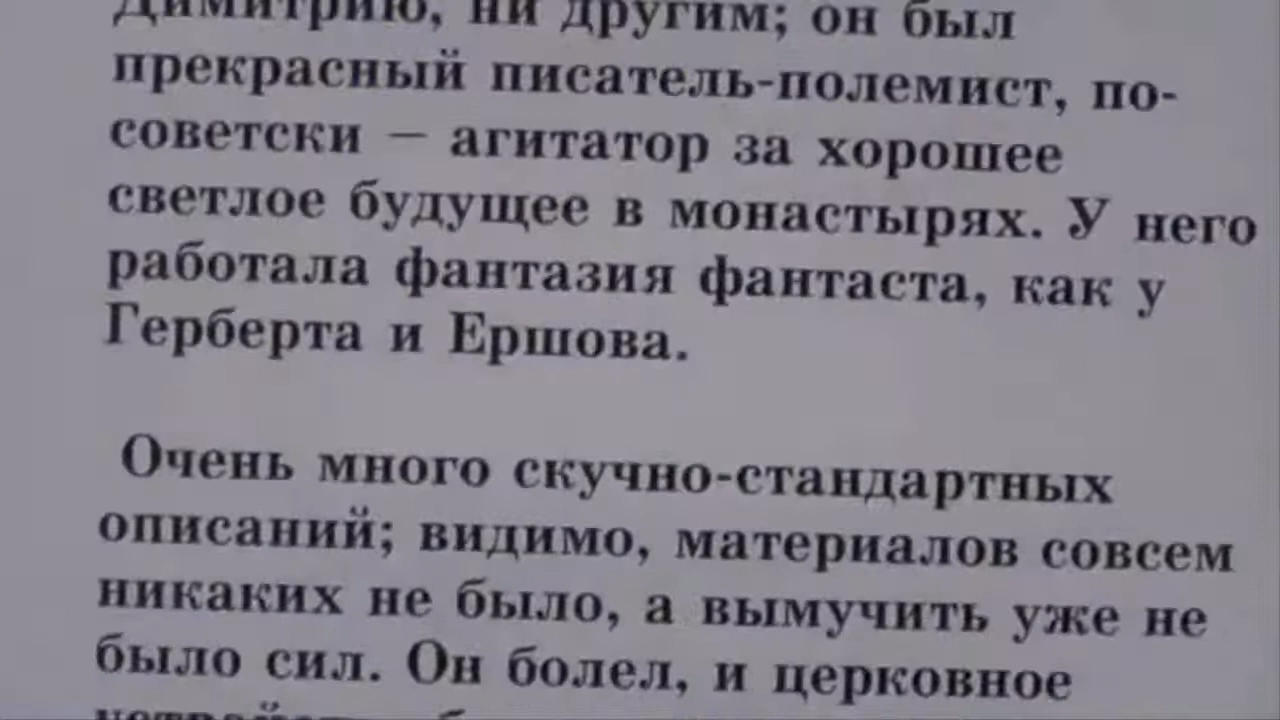 Димитрию, ни другим; он был
прекрасный писатель-полемист, по-
советски — агитатор за хорошее
светлое будущее в монастырях. У него
работала фантазия фантаста, как у
Герберта и Ершова.
Очень много скучно-стандартных
описаний; видимо, материалов совсем
никаких не было, а вымучить уже не
было сил. Он болел, и церковное